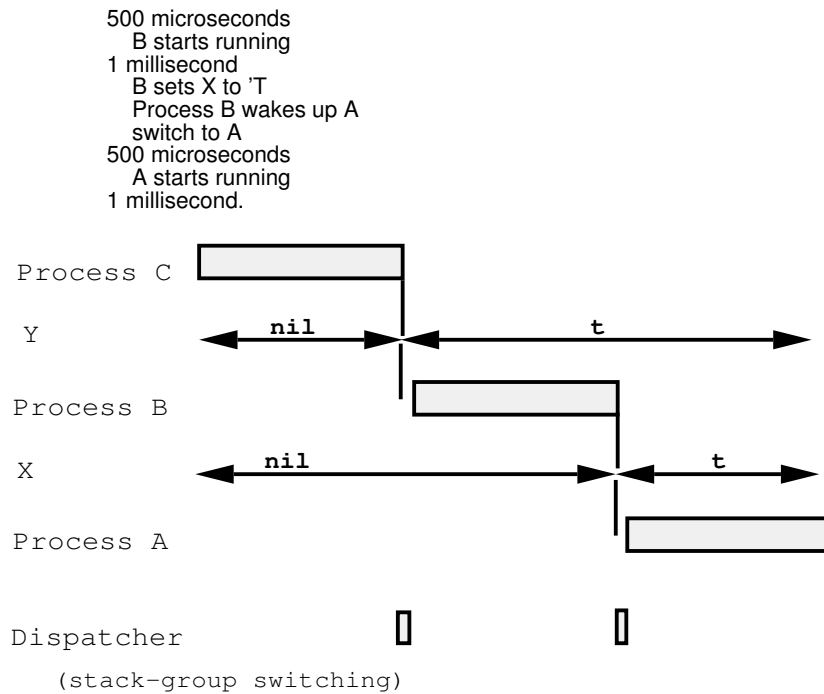 500 microseconds
B starts running
1 millisecond
B sets X to ’T
Process B wakes up A
switch to A
500 microseconds
A starts running
1 millisecond.
Process C
Y
nil
t
Process B
X
nil
t
Process A
Dispatcher
(stack-group switching)